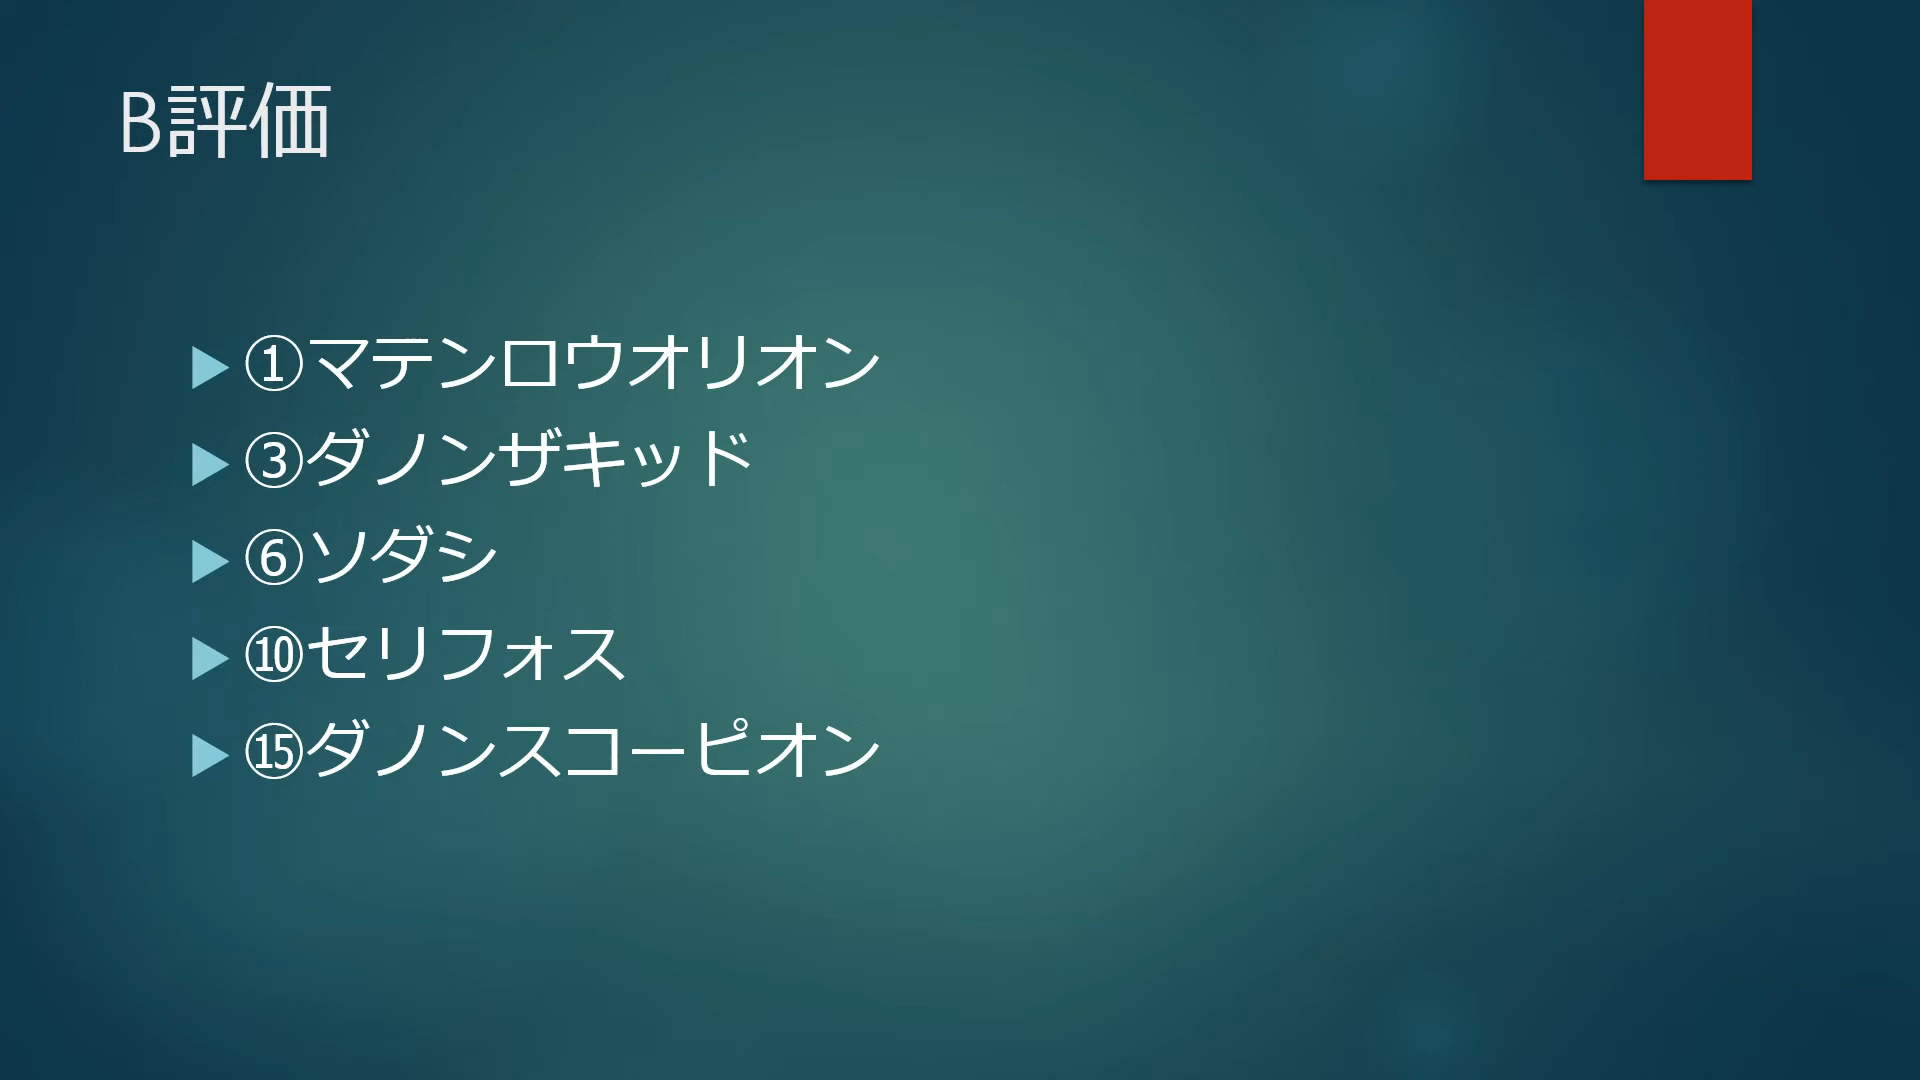 B評価
①マテンロウオリオン
③ダノンザキッド
⑥ソダシ
⑩セリフォス
⑮ダノンスコーピオン